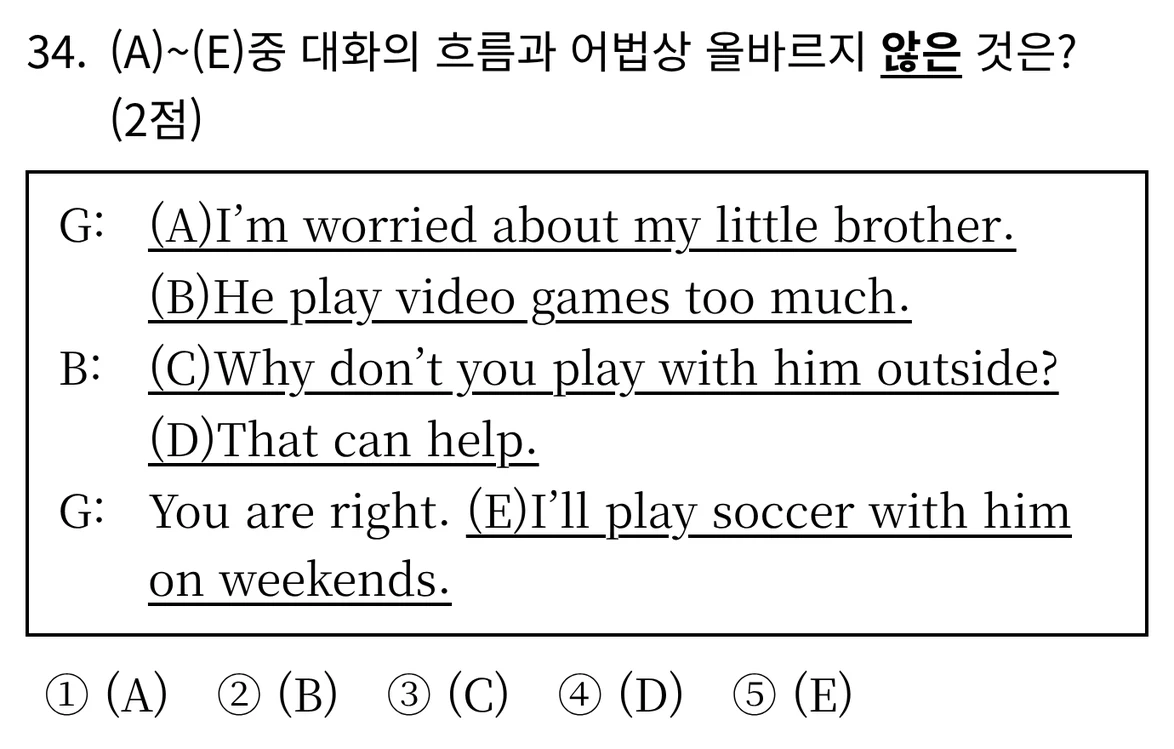 34. (A)~(E)중 대화의 흐름과 어법상 올바르지 않은 것은?
(2점)
G: (A)I’m worried about my little brother.
(B)He play video games too much.
B: (C)Why don’t you play with him outside?
(D)That can help.
G: You are right. (E)I’ll play soccer with him
on weekends.
① (A) ② (B) ③ (C) ④ (D) ⑤ (E)